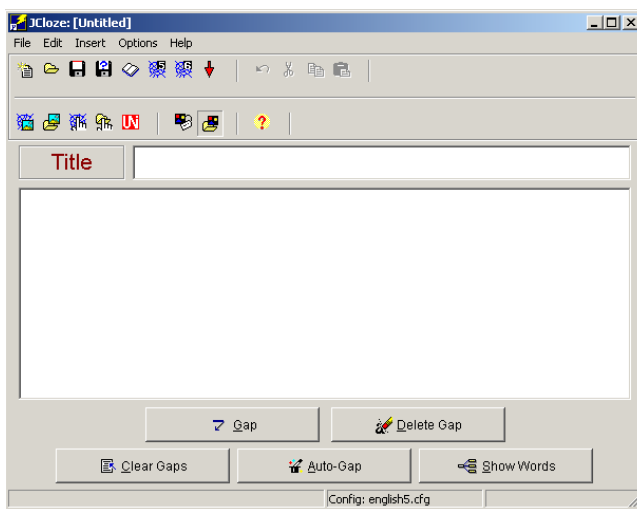 JCloze: [Untitled]
File Edit Insert Options Help
Title
Gap
Delete Gap
Clear Gaps
Auto-Gap
Show Words
Config: english5.cfg